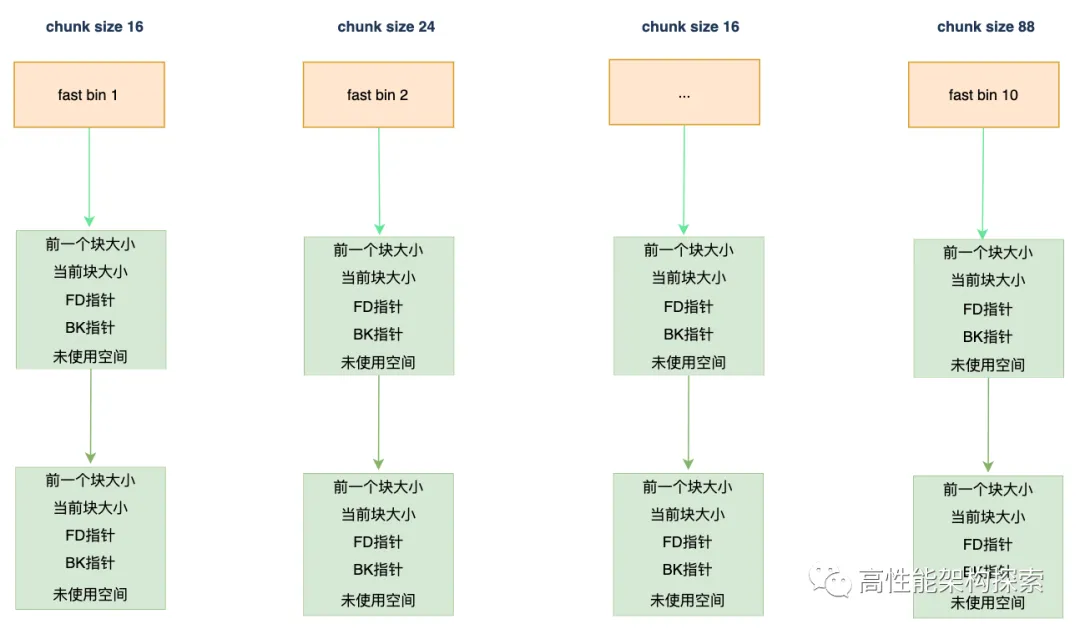 chunk size 16
chunk size 24
chunk size 16
chunk size 88
fast bin 1
fast bin 2
...
fast bin 10
前一个块大小
当前块大小
FD指针
BK指针
未使用空间
前一个块大小
当前块大小
FD指针
BK指针
未使用空间
前一个块大小
当前块大小
FD指针
BK指针
未使用空间
前一个块大小
当前块大小
FD指针
BK指针
未使用空间
前一个块大小
当前块大小
FD指针
BK指针
未使用空间
前一个块大小
当前块大小
FD指针
BK指针
未使用空间
前一个块大小
当前块大小
FD指针
BK指针
未使用空间
前一个块大小
当前块大小
FD指针
BK指针
未使用空间
高性能架构探索